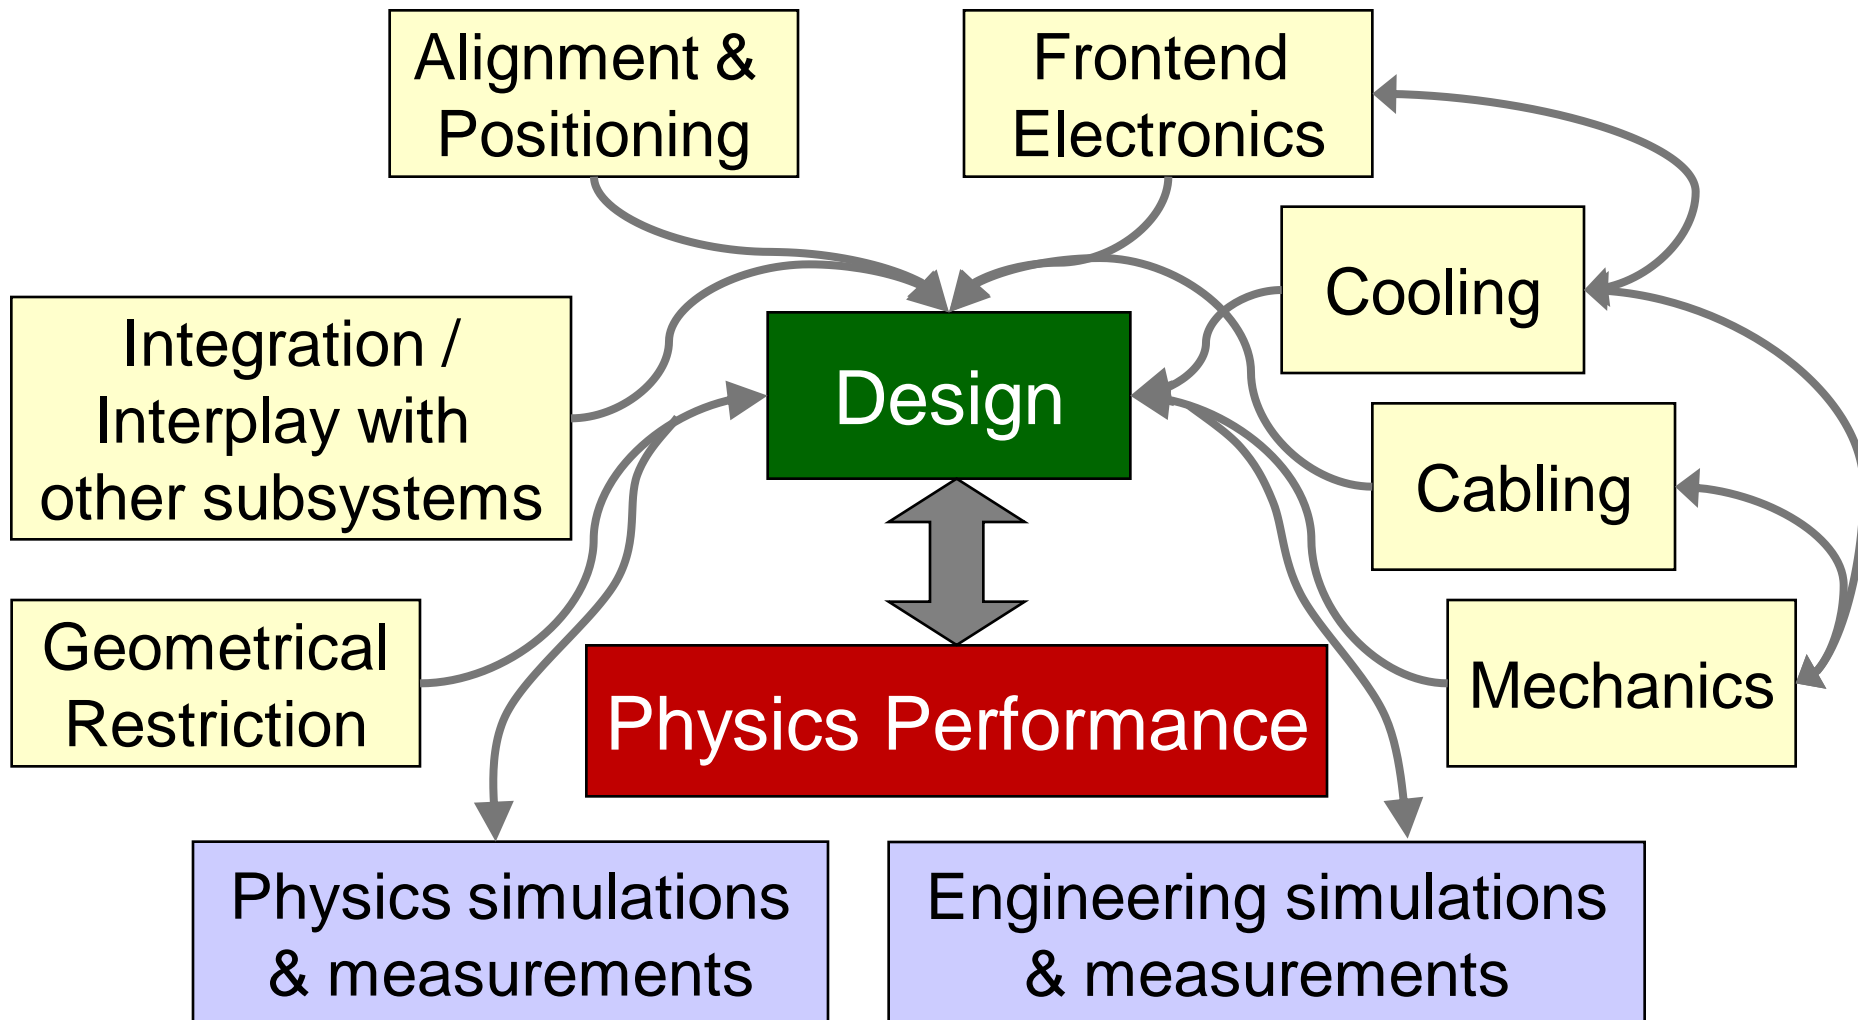 Alignment &
Positioning
Frontend
Electronics
Cooling
Integration /
Interplay with
other subsystems
Design
Cabling
Geometrical
Restriction
Physics Performance
Mechanics
Physics simulations
& measurements
Engineering simulations
& measurements